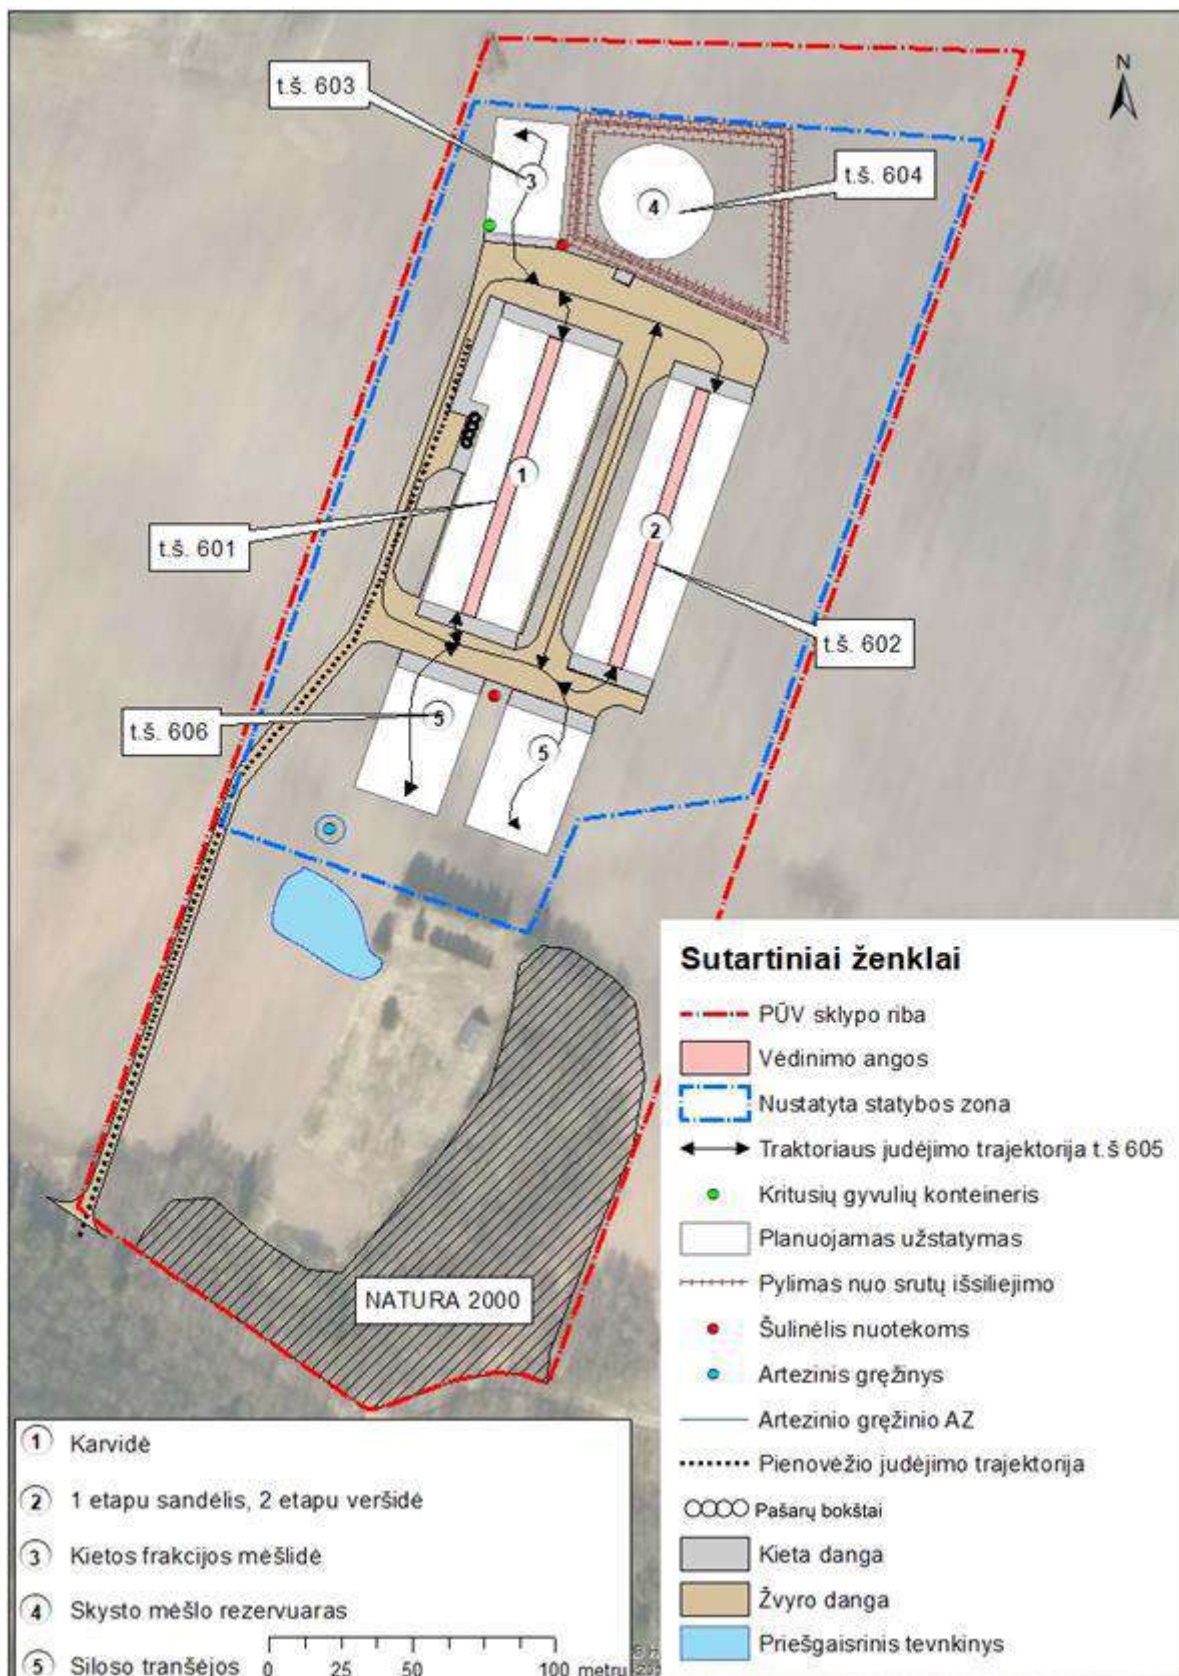 N
t.š. 603
3
4
t.š. 604
1
2
t.š. 601
t.š. 602
t.š. 606
5
5
NATURA 2000
Sutartiniai ženklai
PŪV sklypo riba
Vėdinimo angos
Nustatyta statybos zona
Traktoriaus judėjimo trajektorija t.š 605
Kritusių gyvulių konteineris
Planuojamas užstatymas
Pylimas nuo srutų išsiliejimo
Šulinėlis nuotekoms
Artezinis gręžinys
Artezinio gręžinio AZ
Pienovėžio judėjimo trajektorija
Pašarų bokštai
Kieta danga
Žvyro danga
Priešgaisrinis tevnkinys
1 Karvidė
2 1 etapu sandėlis, 2 etapu veršidė
3 Kietos frakcijos mėšlidė
4 Skysto mėšlo rezervuaras
5 Siloso tranšėjos
0 25 50 100 metrų